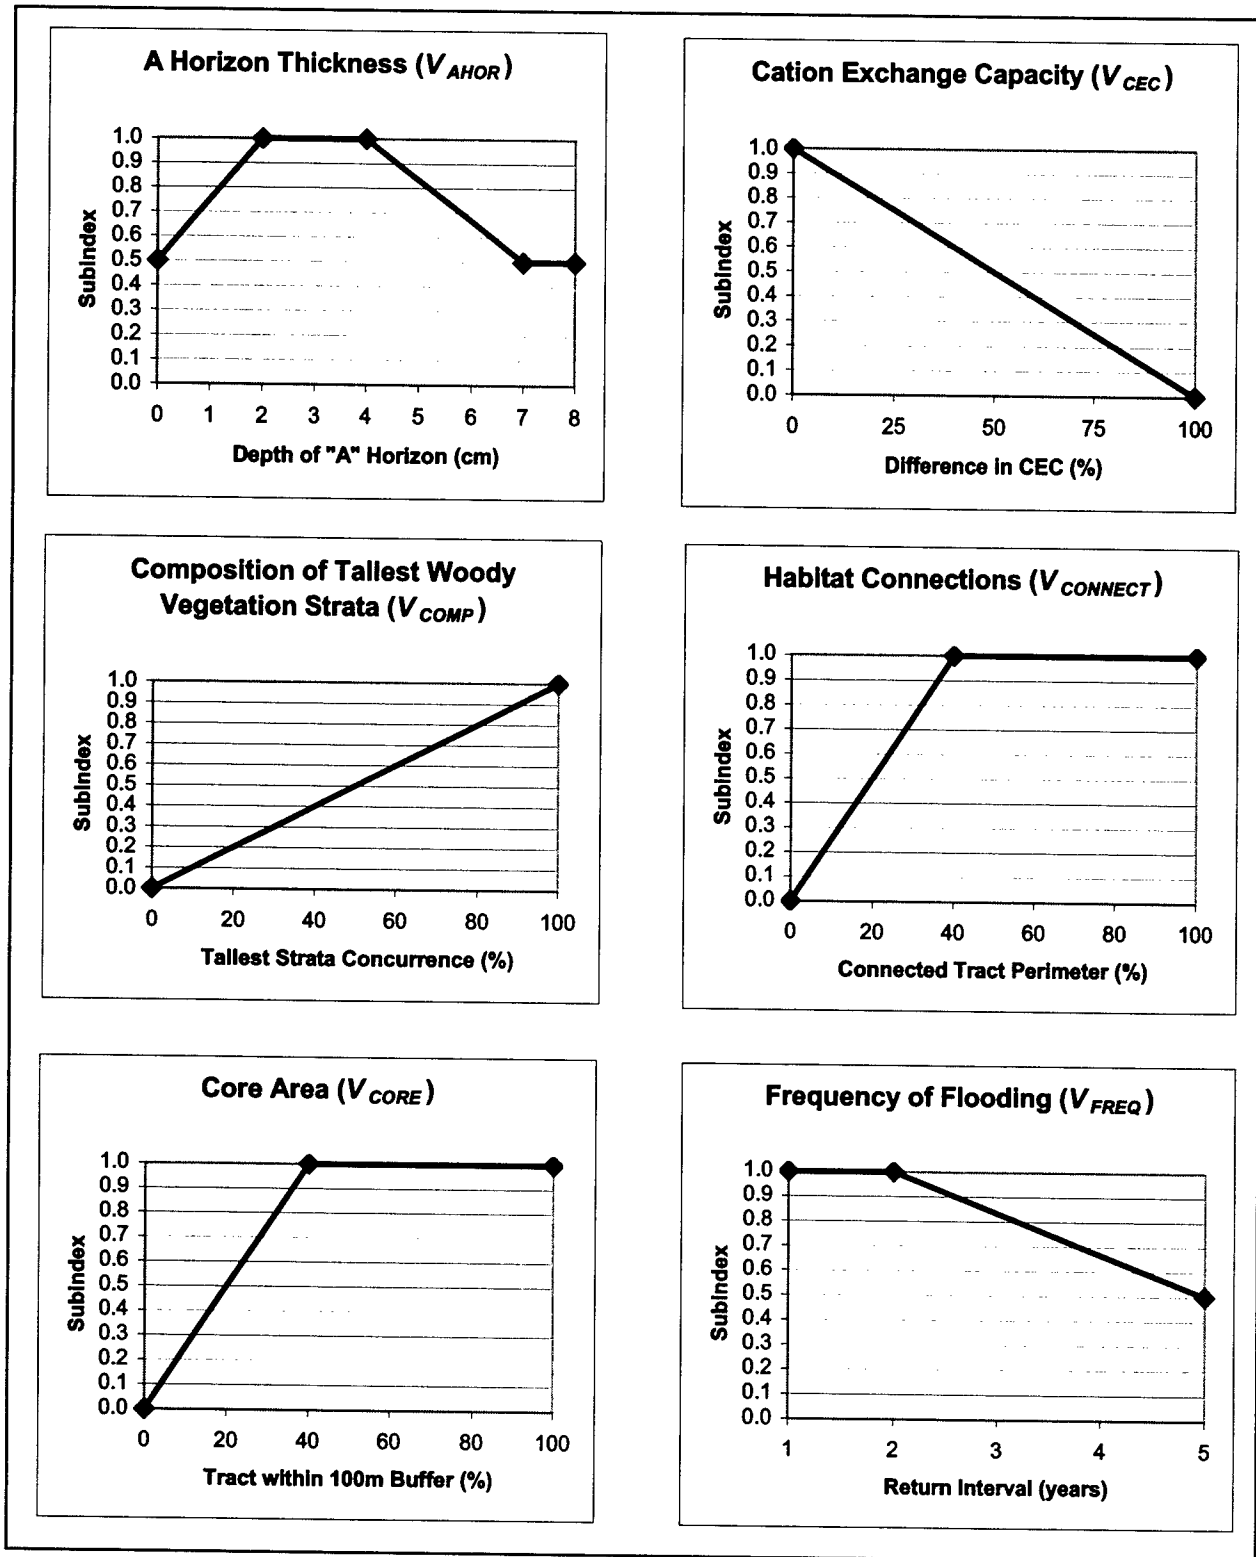 A Horizon Thickness (V AHOR)
SubIndex
1.0
0.9
0.8
0.7
0.6
0.5
0.4
0.3
0.2
0.1
0.0
0 1 2 3 4 5 6 7 8
Depth of "A" Horizon (cm)
Cation Exchange Capacity (V CEC)
SubIndex
1.0
0.9
0.8
0.7
0.6
0.5
0.4
0.3
0.2
0.1
0.0
0 25 50 75 100
Difference in CEC (%)
Composition of Tallest Woody
Vegetation Strata (V COMP)
SubIndex
1.0
0.9
0.8
0.7
0.6
0.5
0.4
0.3
0.2
0.1
0.0
0 20 40 60 80 100
Tallest Strata Concurrence (%)
Habitat Connections (V CONNECT)
SubIndex
1.0
0.9
0.8
0.7
0.6
0.5
0.4
0.3
0.2
0.1
0.0
0 20 40 60 80 100
Connected Tract Perimeter (%)
Core Area (V CORE)
SubIndex
1.0
0.9
0.8
0.7
0.6
0.5
0.4
0.3
0.2
0.1
0.0
0 20 40 60 80 100
Tract within 100m Buffer (%)
Frequency of Flooding (V FREQ)
SubIndex
1.0
0.9
0.8
0.7
0.6
0.5
0.4
0.3
0.2
0.1
0.0
1 2 3 4 5
Return Interval (years)